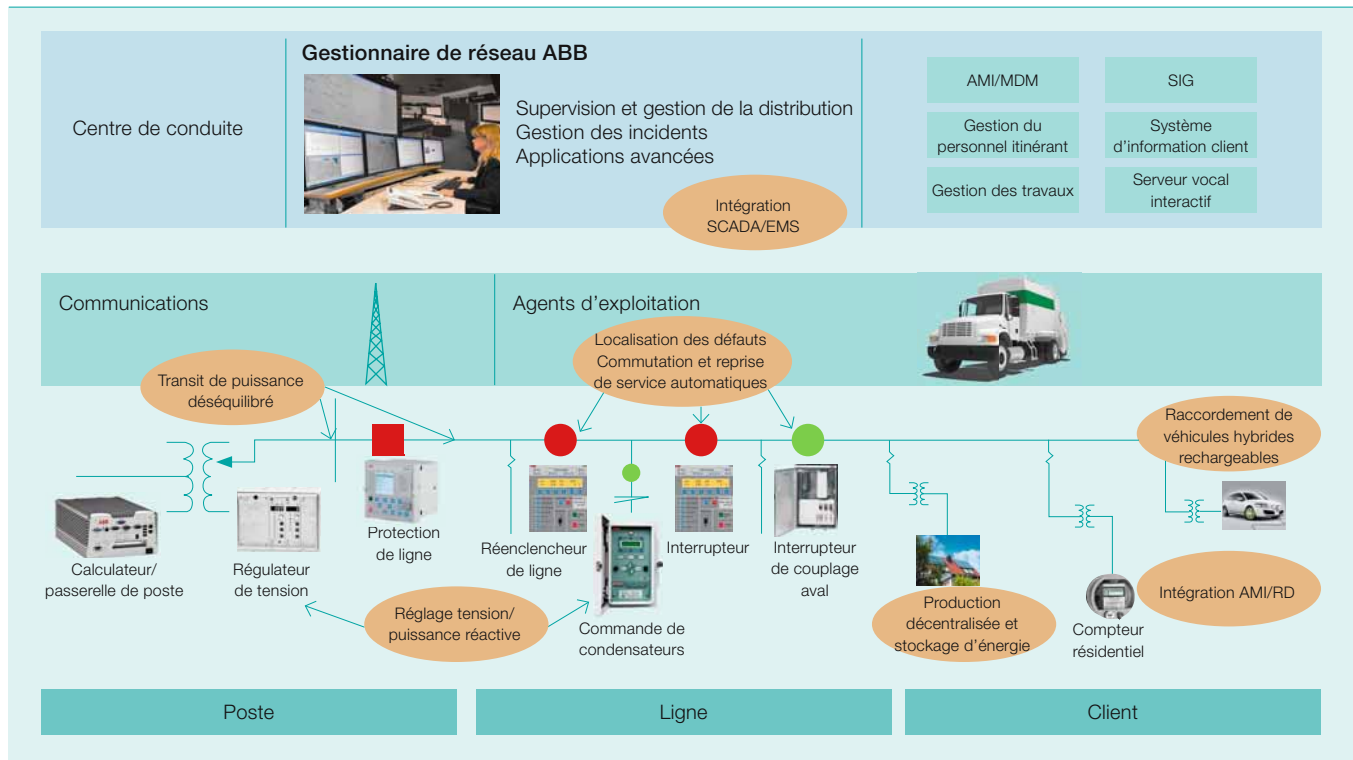 Gestionnaire de réseau ABB
Centre de conduite
Supervision et gestion de la distribution
Gestion des incidents
Applications avancées
Intégration
SCADA/EMS
AMI/MDM
SIG
Gestion du
personnel itinérant
Système
d'information client
Gestion des travaux
Serveur vocal
interactif
Communications
Agents d'exploitation
Localisation des défauts
Commutation et reprise
de service automatiques
Transit de puissance
déséquilibré
Raccordement de
véhicules hybrides
rechargeables
Calculateur/
passerelle de poste
Régulateur
de tension
Protection
de ligne
Réenclencheur
de ligne
Interrupteur
Interrupteur
de couplage
aval
Réglage tension/
puissance réactive
Commande de
condensateurs
Production
décentralisée et
stockage d'énergie
Compteur
résidentiel
Intégration AMI/RD
Poste
Ligne
Client